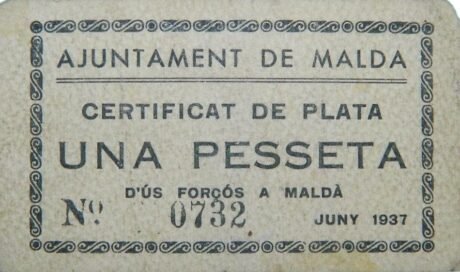 AJUNTAMENT DE MALDA
CERTIFICAT DE PLATA
UNA PESSETA
D'ÚS FORÇÓS A MALDÀ
Nº 0732 JUNY 1937